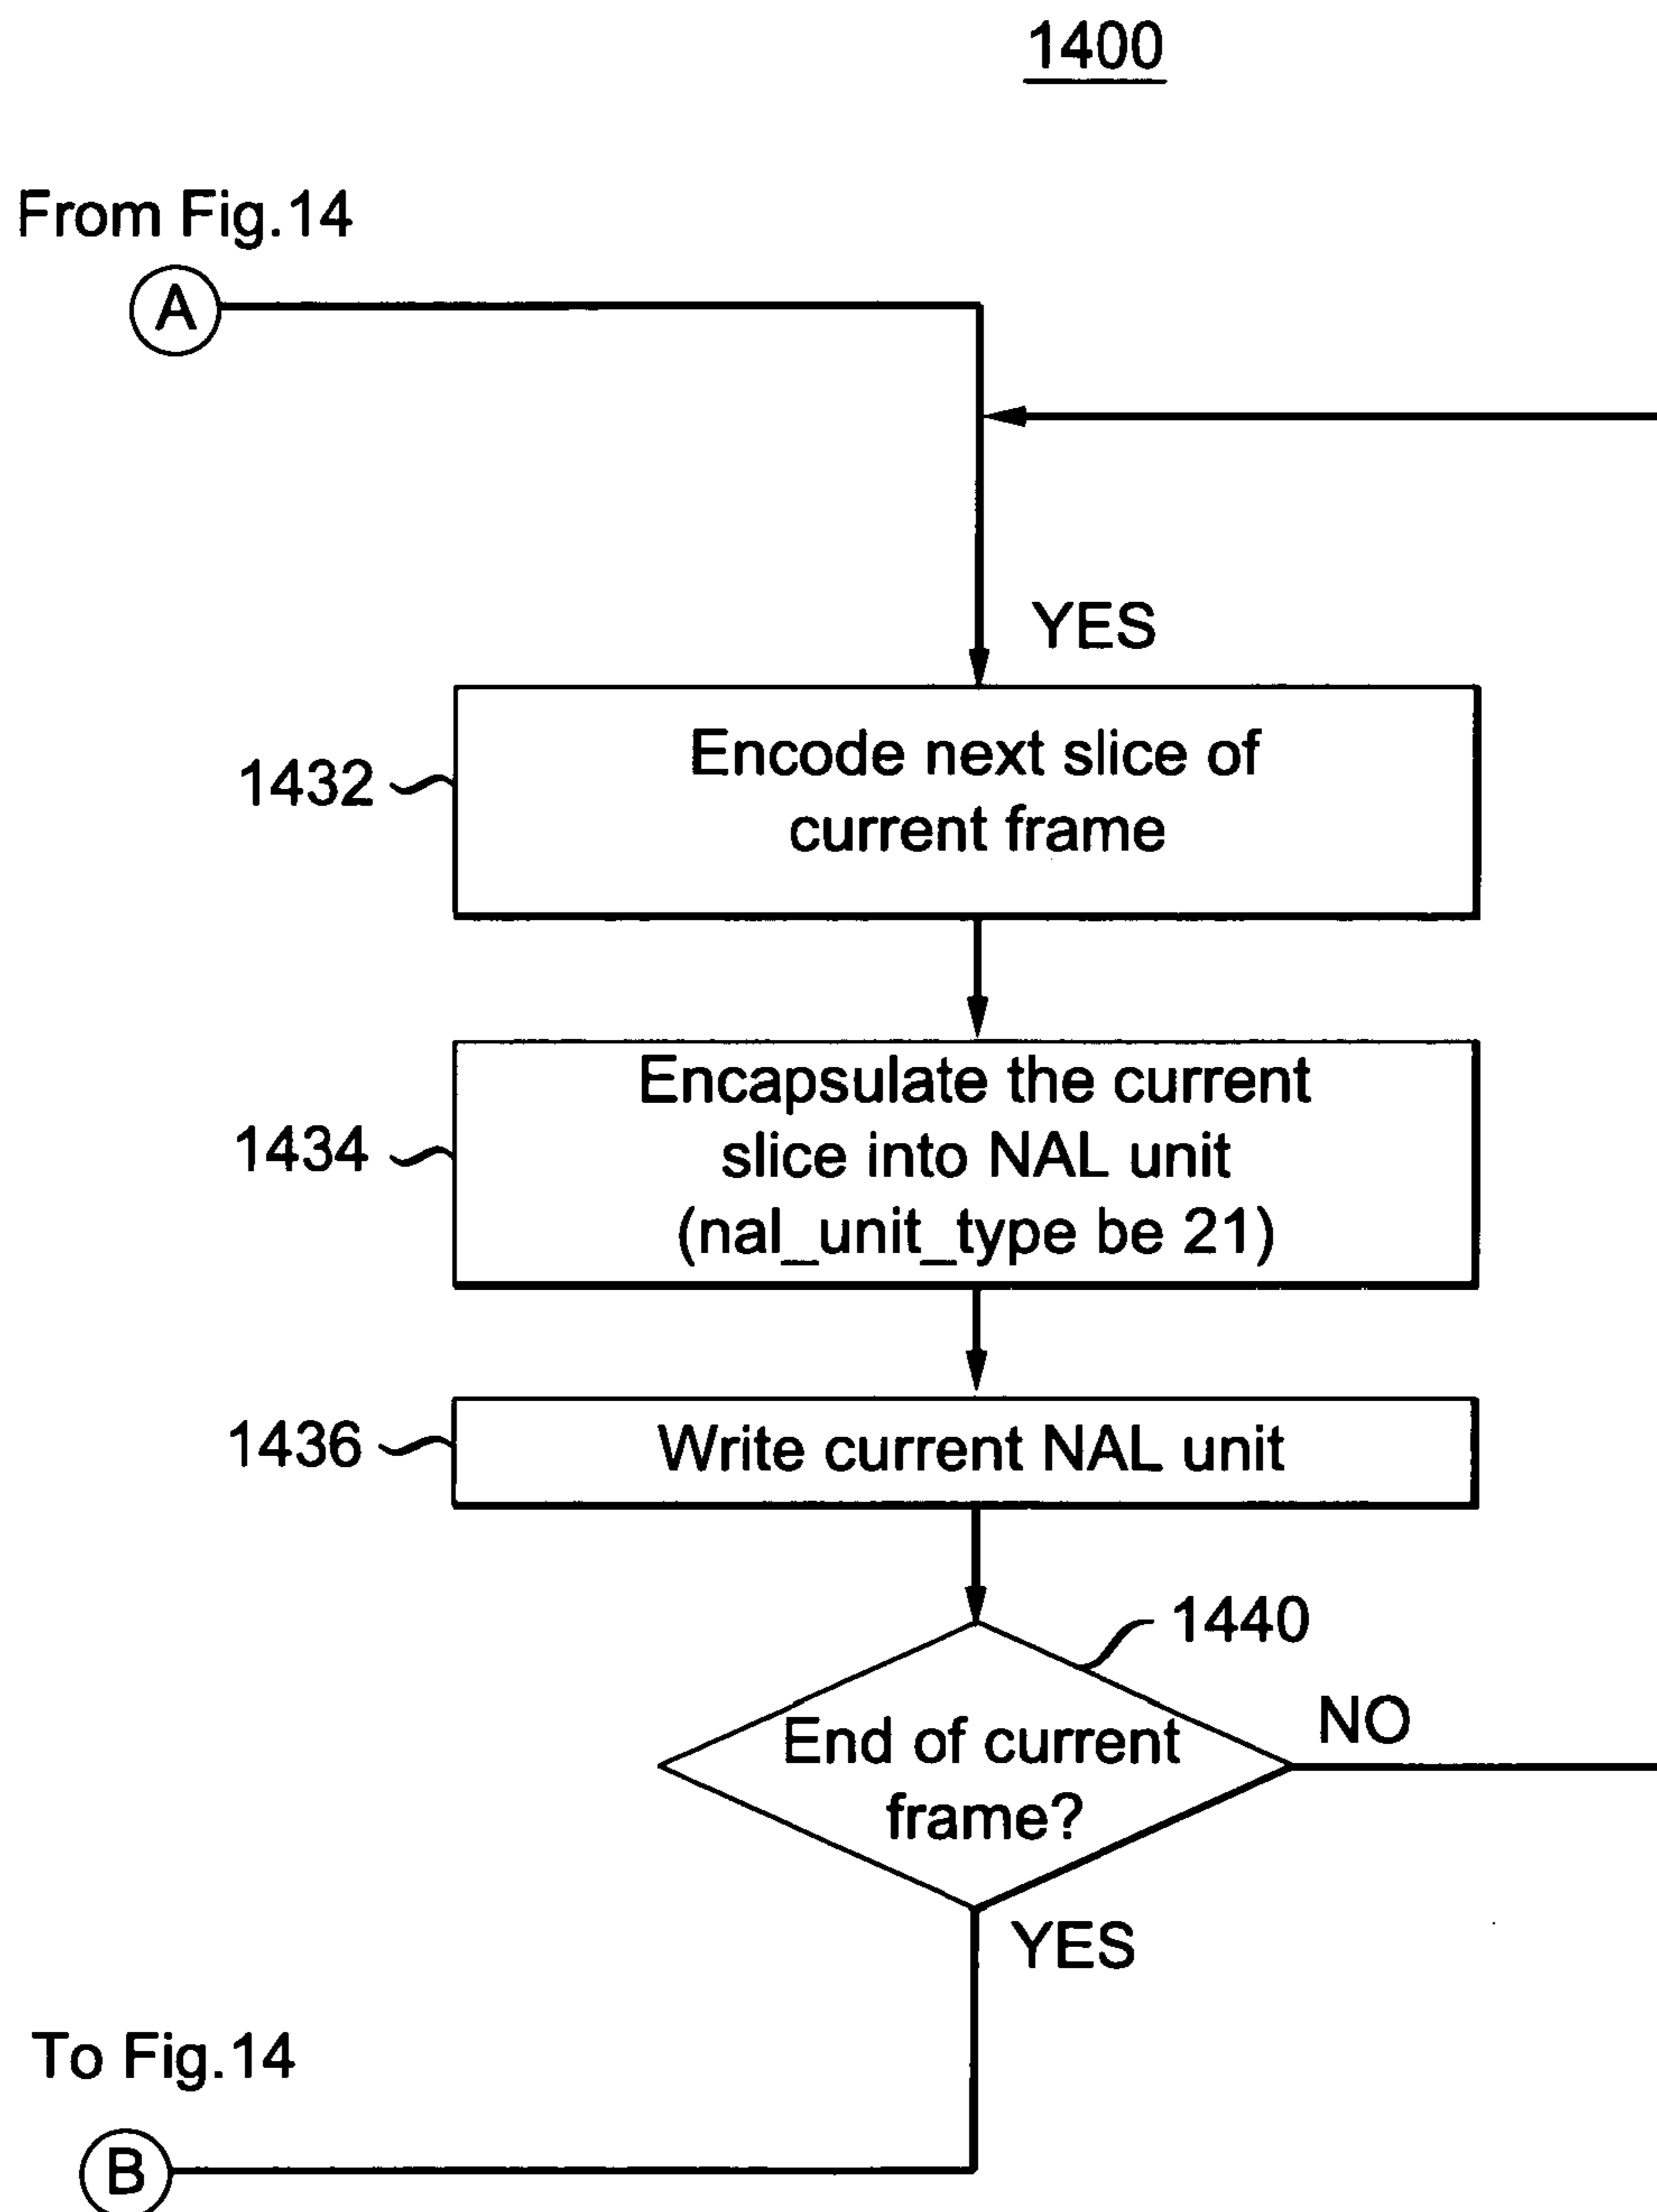 1400
From Fig.14
A
YES
1432
Encode next slice of
current frame
1434
Encapsulate the current
slice into NAL unit
(nal_unit_type be 21)
1436
Write current NAL unit
1440
End of current
frame?
NO
YES
To Fig.14
B